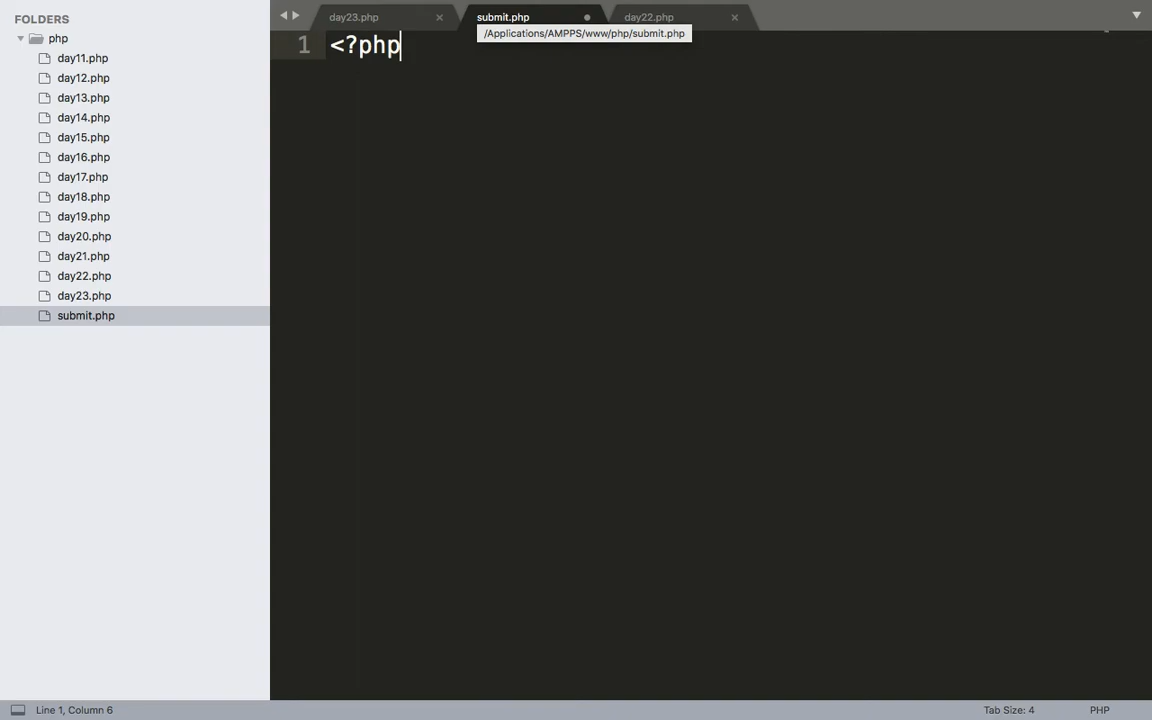 FOLDERS
php
day11.php
day12.php
day13.php
day14.php
day15.php
day16.php
day17.php
day18.php
day19.php
day20.php
day21.php
day22.php
day23.php
submit.php
day23.php
submit.php
day22.php
/Applications/AMPPS/www/php/submit.php
1 <?php
Line 1, Column 6
Tab Size: 4
PHP